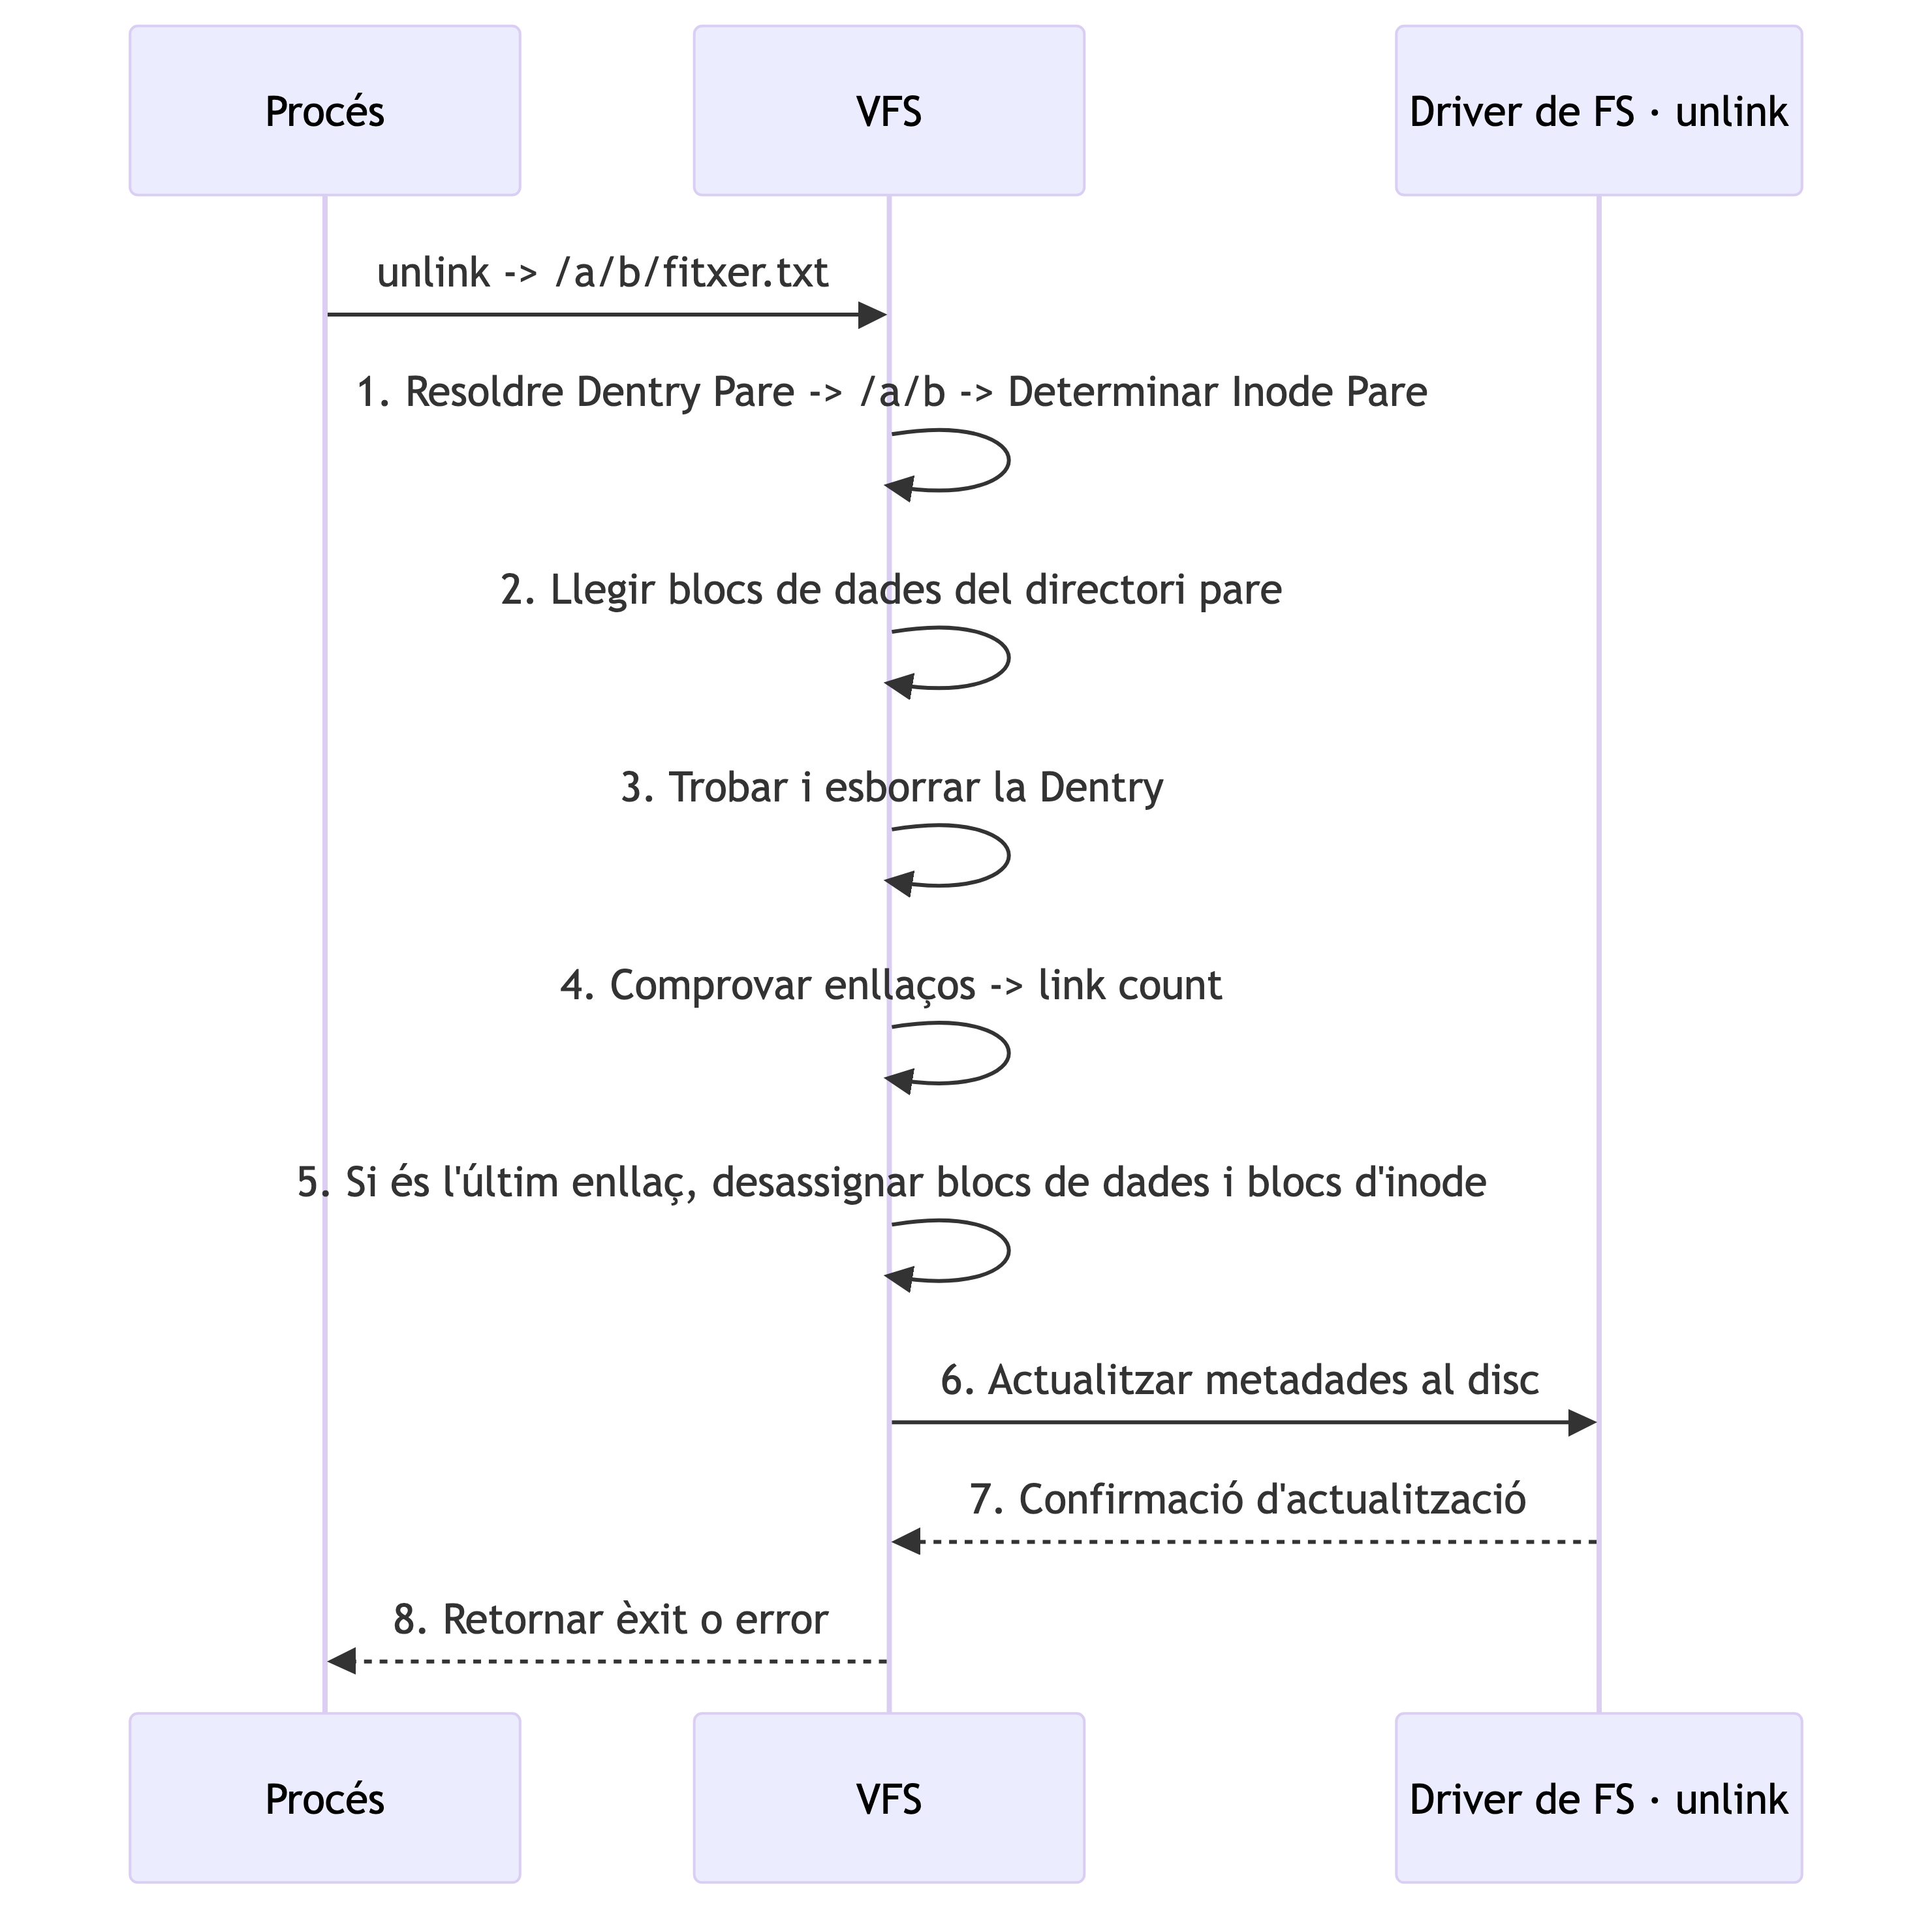 Procés
VFS
Driver de FS · unlink
unlink -> /a/b/fitxer.txt
1. Resoldre Dentry Pare -> /a/b -> Determinar Inode Pare
2. Llegir blocs de dades del directori pare
3. Trobar i esborrar la Dentry
4. Comprovar enllaços -> link count
5. Si és l'últim enllaç, desassignar blocs de dades i blocs d'inode
6. Actualitzar metadades al disc
7. Confirmació d'actualització
8. Retornar èxit o error
Procés
VFS
Driver de FS · unlink